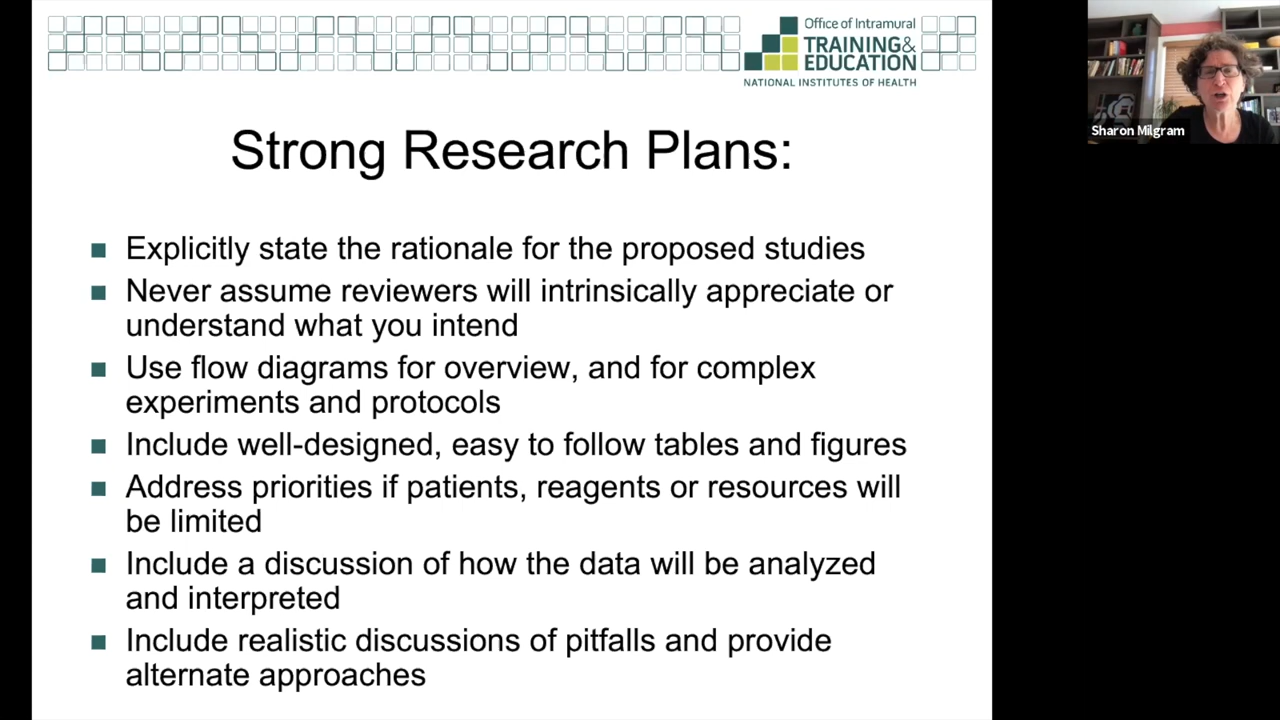 Office of Intramural
TRAINING&
EDUCATION
NATIONAL INSTITUTES OF HEALTH
Sharon Milgram
Strong Research Plans:
Explicitly state the rationale for the proposed studies
Never assume reviewers will intrinsically appreciate or
understand what you intend
Use flow diagrams for overview, and for complex
experiments and protocols
Include well-designed, easy to follow tables and figures
Address priorities if patients, reagents or resources will
be limited
Include a discussion of how the data will be analyzed
and interpreted
Include realistic discussions of pitfalls and provide
alternate approaches